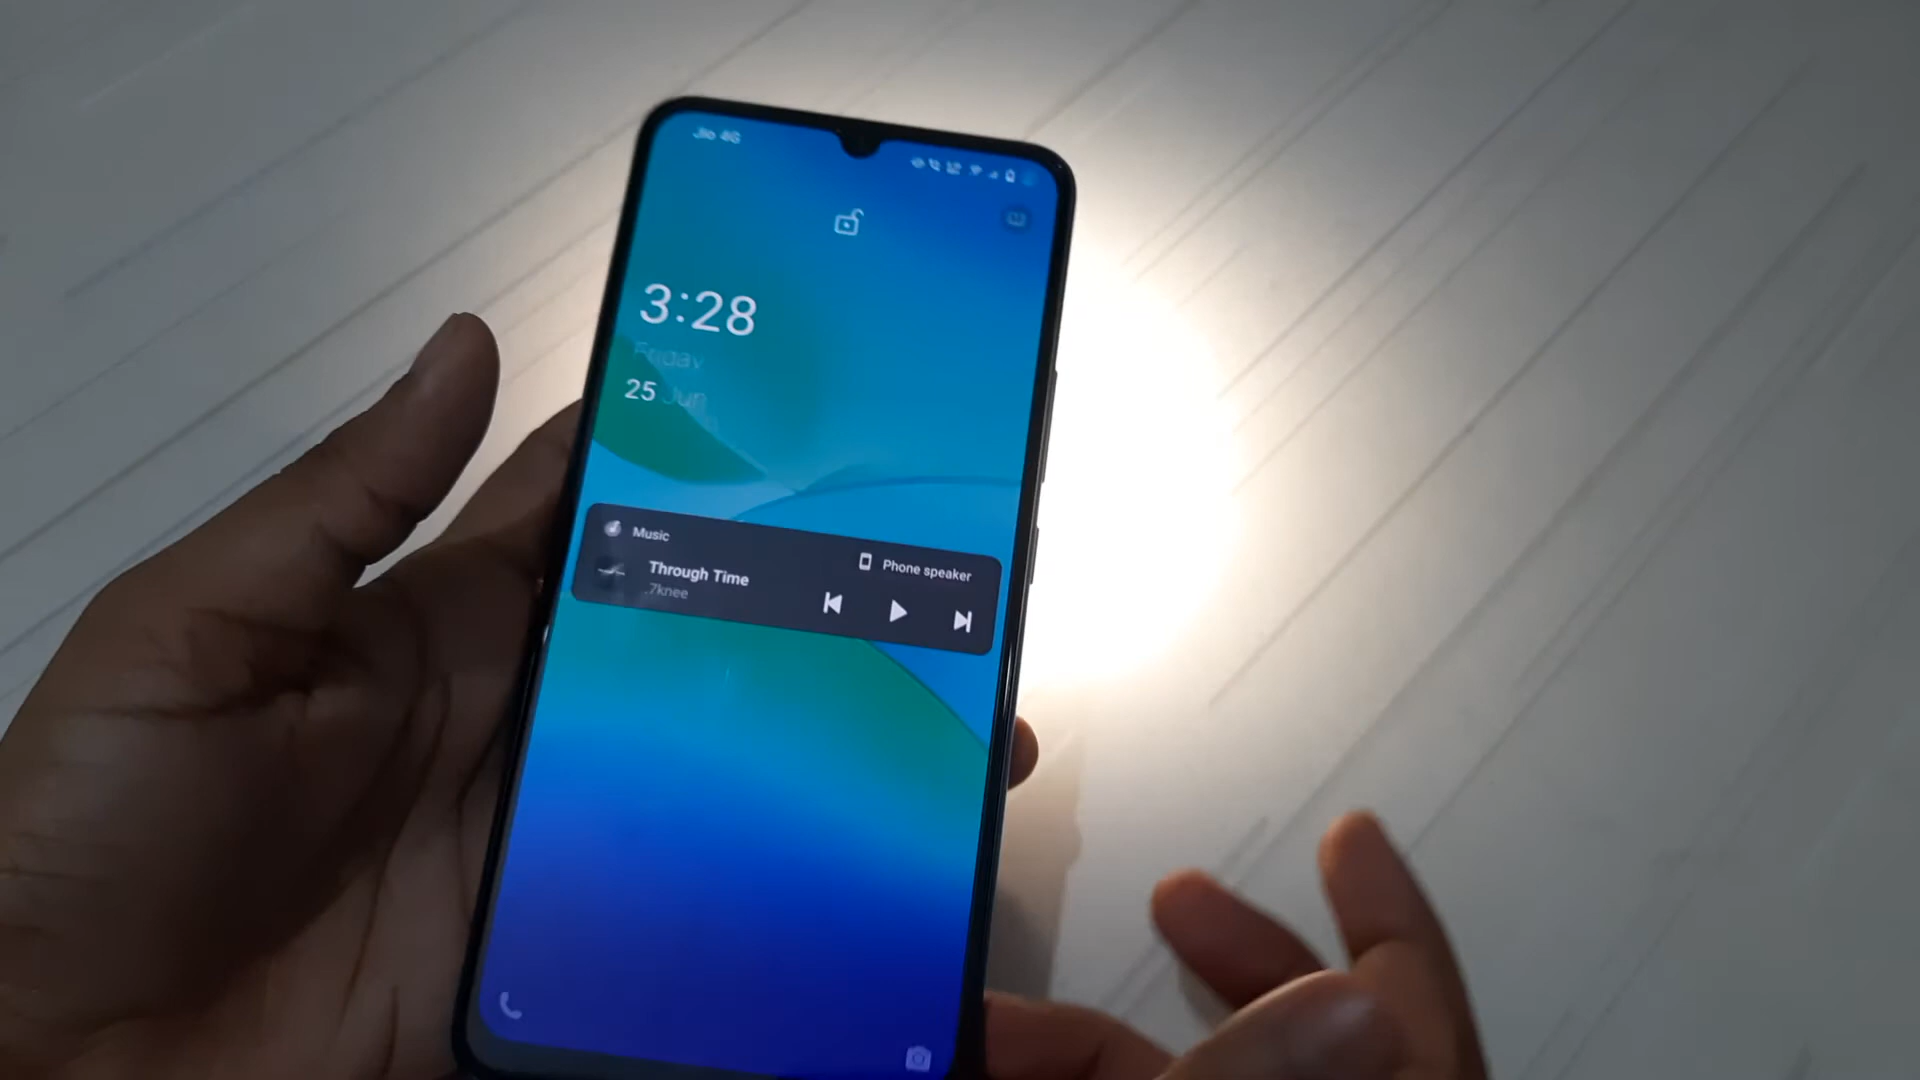 Jio 4G
3:28
Friday
25 Jun
Music
Phone speaker
Through Time
.7knee